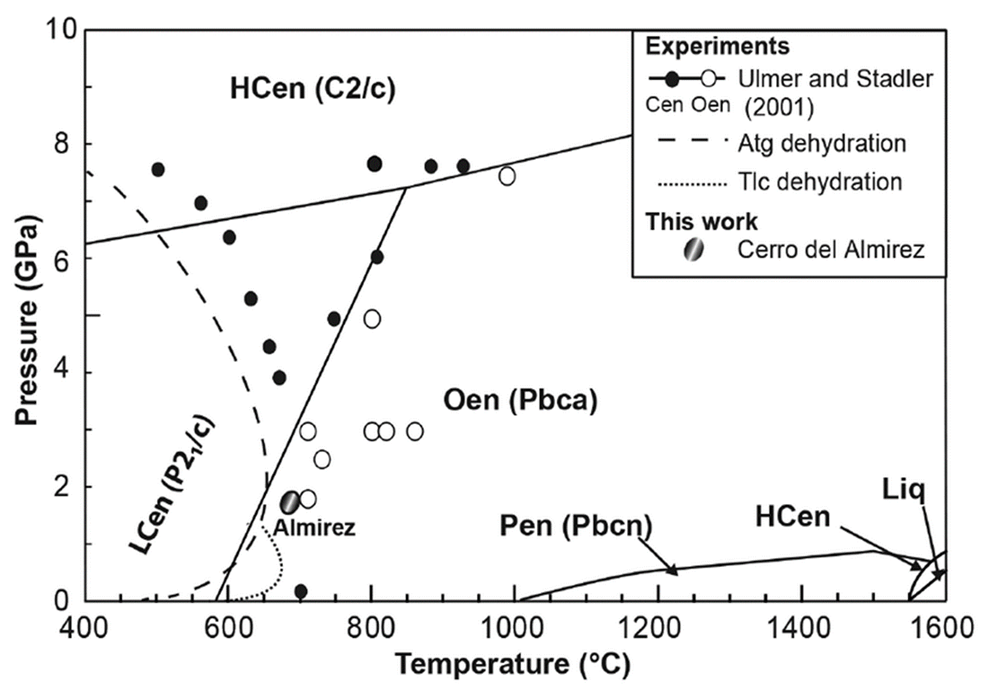 10
8
6
4
2
0
Pressure (GPa)
HCen (C2/c)
Experiments
Ulmer and Stadler
Cen Oen (2001)
Atg dehydration
Tlc dehydration
This work
Cerro del Almirez
Oen (Pbca)
LCen (P2₁/c)
Almirez
Pen (Pbcn)
HCen
Liq
400 600 800 1000 1200 1400 1600
Temperature (°C)